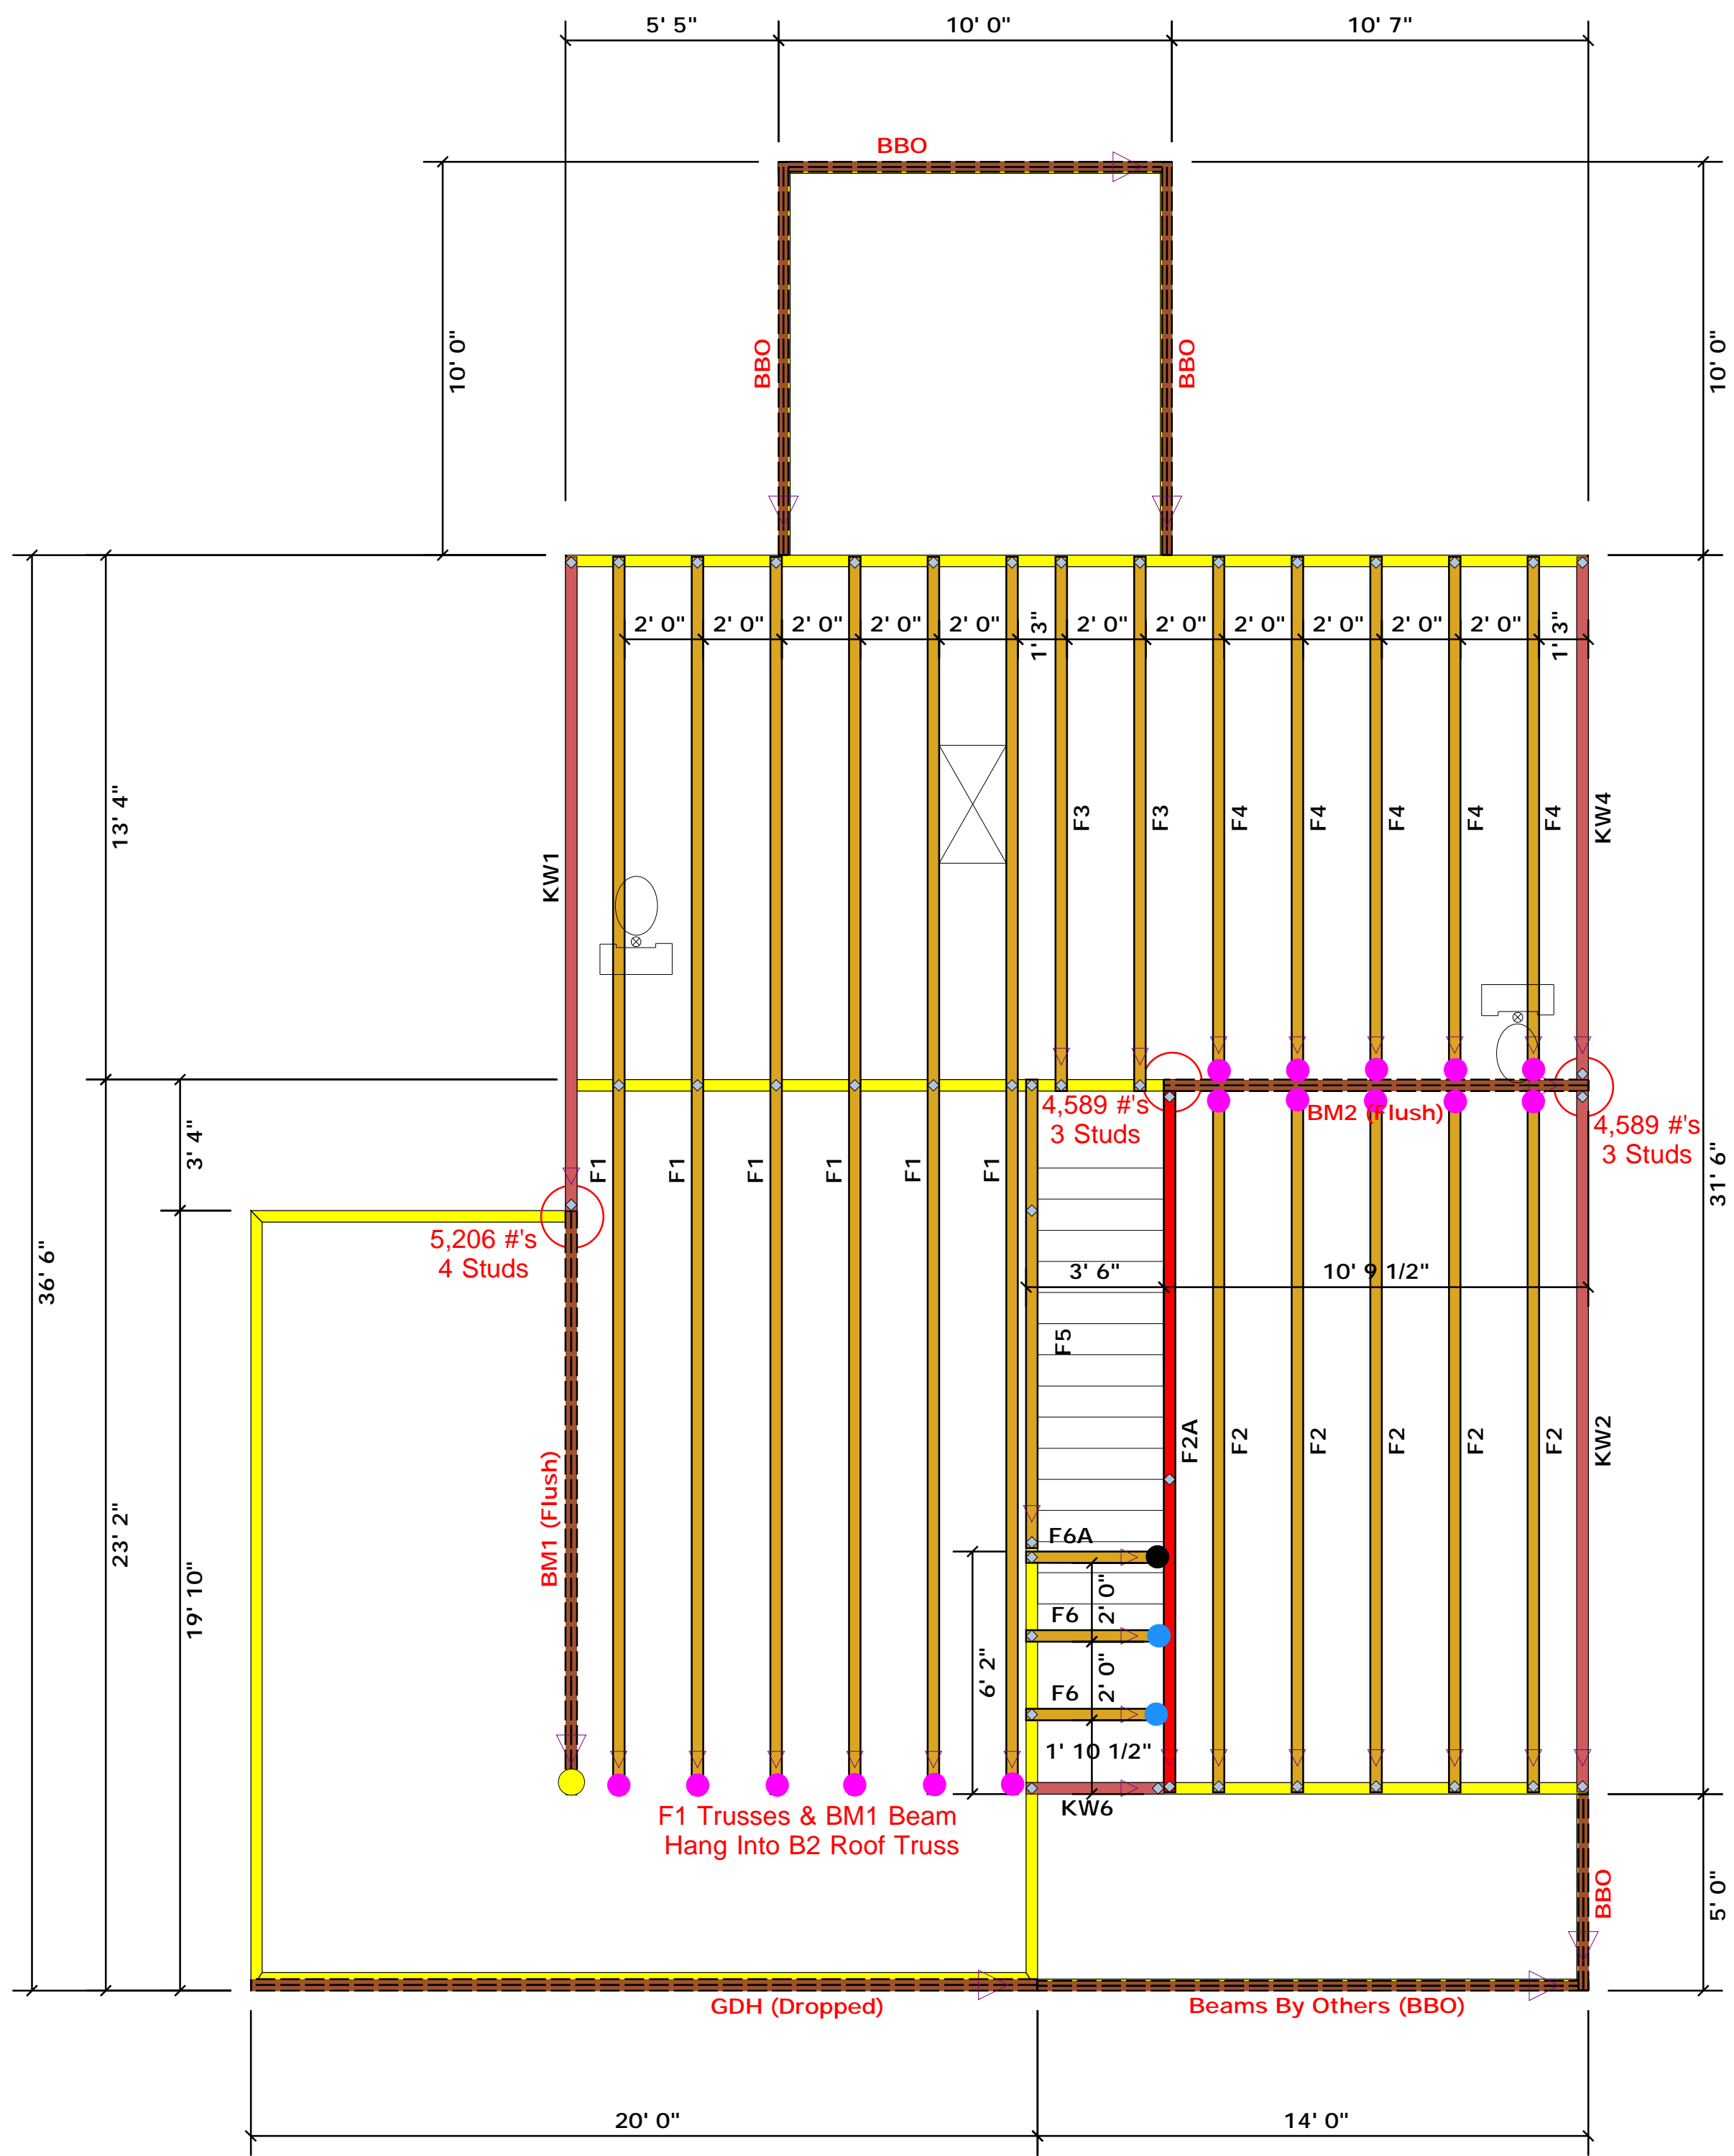 5' 5"
10' 0"
10' 7"
BBO
10' 0"
BBO
BBO
10' 0"
2' 0"
2' 0"
2' 0"
2' 0"
2' 0"
1' 3"
2' 0"
2' 0"
2' 0"
2' 0"
2' 0"
2' 0"
1' 3"
13' 4"
KW1
F3
F3
F4
F4
F4
F4
F4
KW4
4,589 #'s
3 Studs
BM2 (Flush)
4,589 #'s
3 Studs
3' 4"
F1
F1
F1
F1
F1
F1
31' 6"
5,206 #'s
4 Studs
36' 6"
3' 6"
10' 9 1/2"
F5
F2A
F2
F2
F2
F2
F2
KW2
23' 2"
19' 10"
BM1 (Flush)
F6A
2' 0"
F6
2' 0"
6' 2"
F6
1' 10 1/2"
KW6
F1 Trusses & BM1 Beam
Hang Into B2 Roof Truss
BBO
5' 0"
GDH (Dropped)
Beams By Others (BBO)
20' 0"
14' 0"